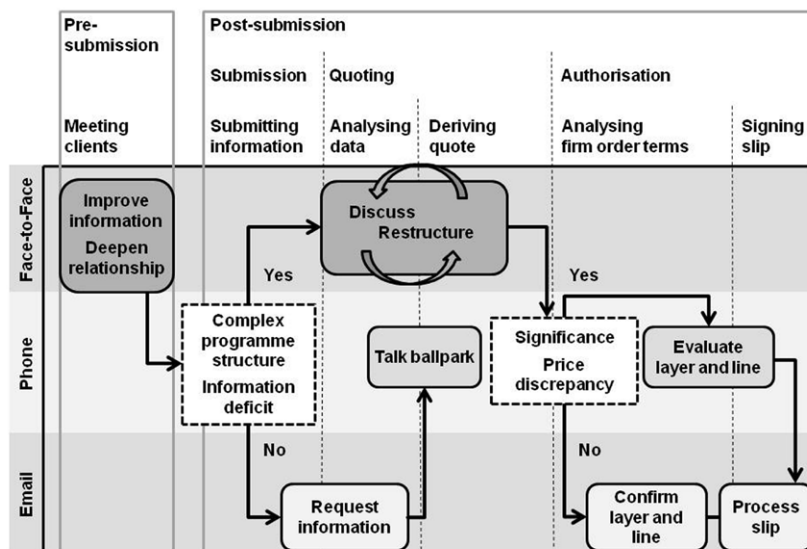 Pre-
submission
Post-submission
Submission
Quoting
Authorisation
Meeting
clients
Submitting
information
Analysing
data
Deriving
quote
Analysing
firm order terms
Signing
slip
Face-to-Face
Improve
information
Deepen
relationship
Discuss
Restructure
Yes
Yes
Phone
Complex
programme
structure
Information
deficit
Talk ballpark
Significance
Price
discrepancy
Evaluate
layer and line
No
No
Email
Request
information
Confirm
layer and
line
Process
slip